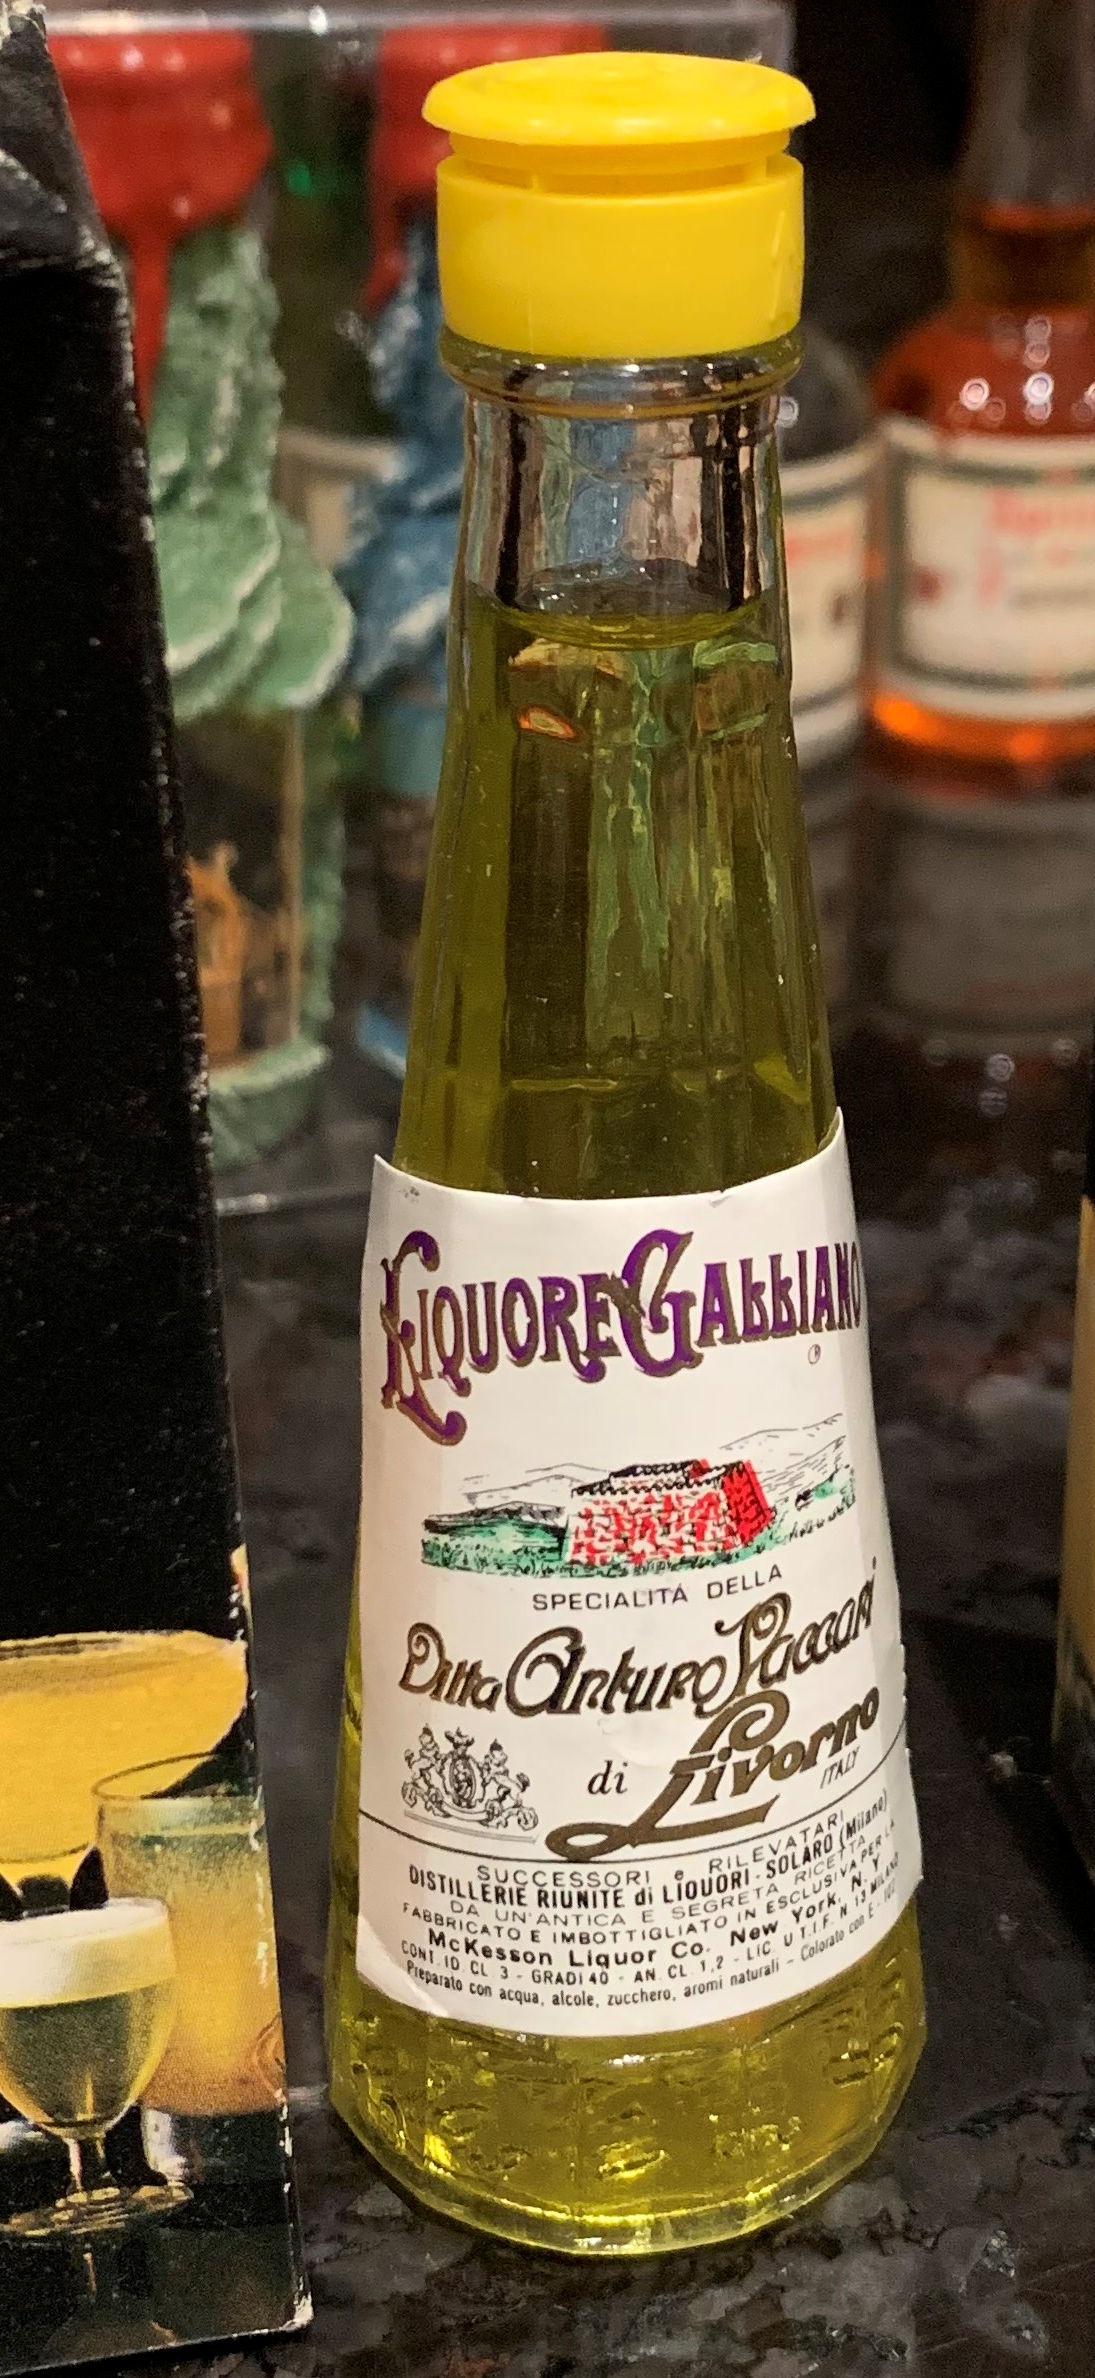 LIQUORE GABBIANO
®
SPECIALITÀ DELLA
Ditta Arturo Vaccari
di Livorno
ITALY
SUCCESSORI e RILEVATARI
DISTILLERIE RIUNITE di LIQUORI - SOLARO (Milano)
DA UN'ANTICA E SEGRETA RICETTA
FABBRICATO E IMBOTTIGLIATO IN ESCLUSIVA PER LA
McKesson Liquor Co. New York, N. Y.
CONT. ID. CL. 3 - GRADI 40 - AN. CL. 1,2 - LIC. U.T.I.F. N. 13 MILANO
Preparato con acqua, alcole, zucchero, aromi naturali - Colorato con E -